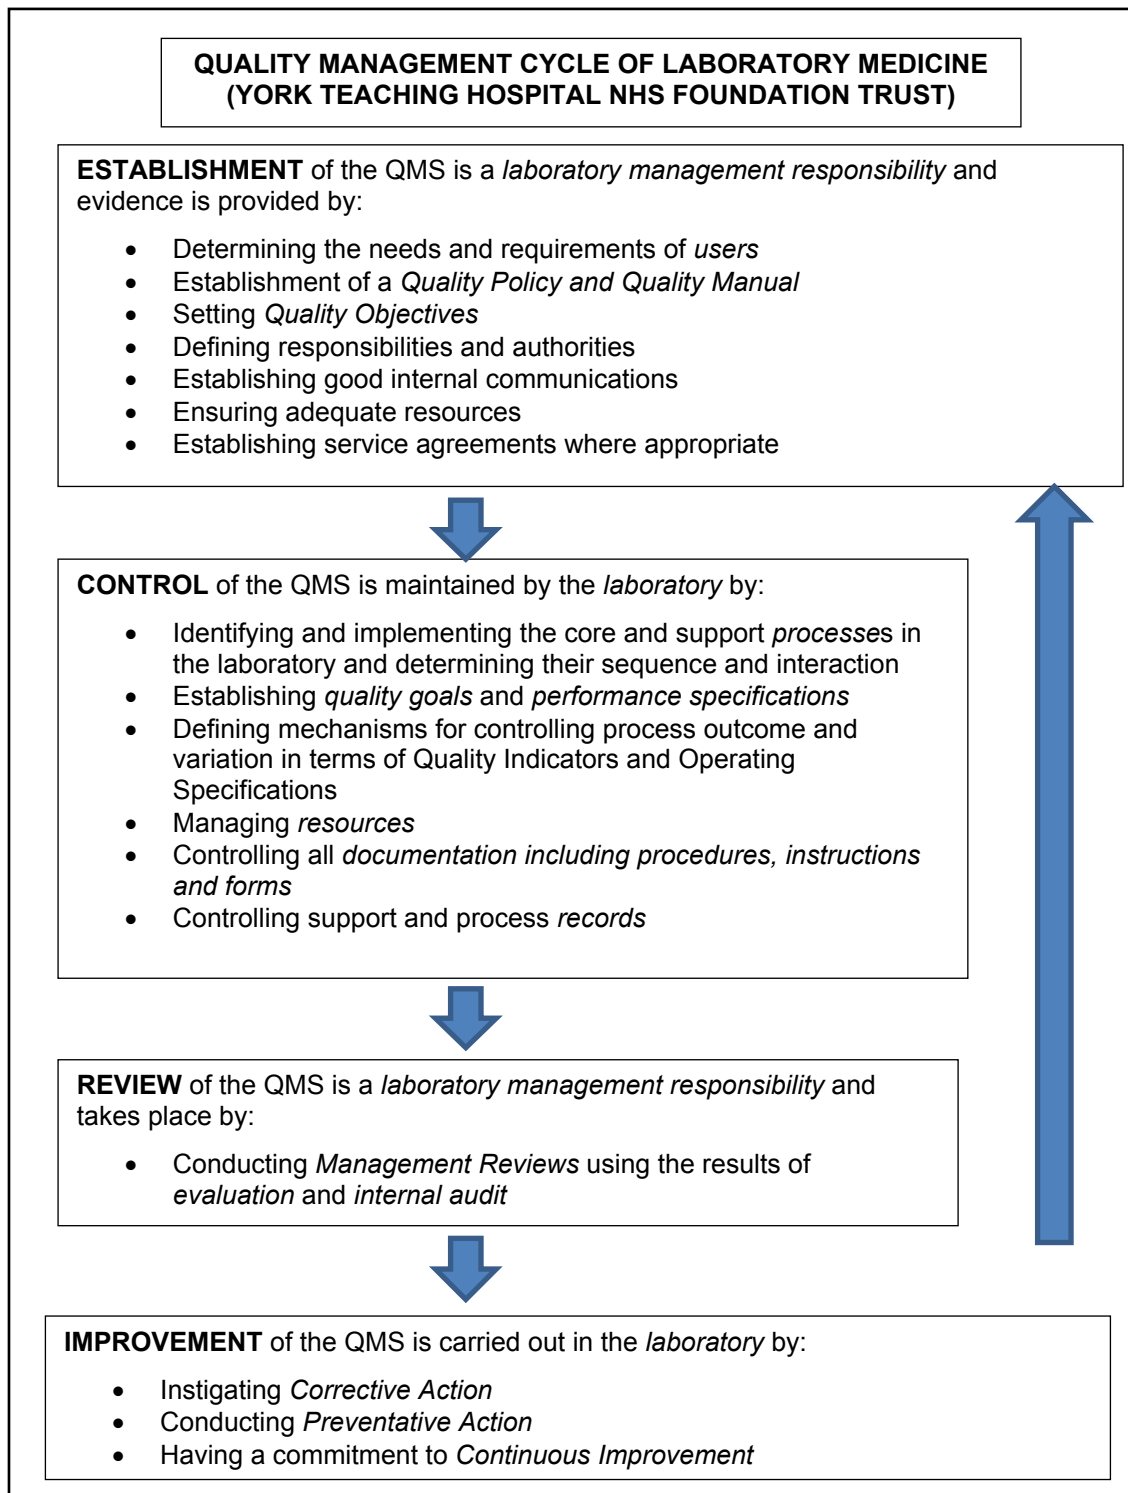 QUALITY MANAGEMENT CYCLE OF LABORATORY MEDICINE
(YORK TEACHING HOSPITAL NHS FOUNDATION TRUST)
ESTABLISHMENT of the QMS is a laboratory management responsibility and
evidence is provided by:
• Determining the needs and requirements of users
• Establishment of a Quality Policy and Quality Manual
• Setting Quality Objectives
• Defining responsibilities and authorities
• Establishing good internal communications
• Ensuring adequate resources
• Establishing service agreements where appropriate
CONTROL of the QMS is maintained by the laboratory by:
• Identifying and implementing the core and support processes in
the laboratory and determining their sequence and interaction
• Establishing quality goals and performance specifications
• Defining mechanisms for controlling process outcome and
variation in terms of Quality Indicators and Operating
Specifications
• Managing resources
• Controlling all documentation including procedures, instructions
and forms
• Controlling support and process records
REVIEW of the QMS is a laboratory management responsibility and
takes place by:
• Conducting Management Reviews using the results of
evaluation and internal audit
IMPROVEMENT of the QMS is carried out in the laboratory by:
• Instigating Corrective Action
• Conducting Preventative Action
• Having a commitment to Continuous Improvement